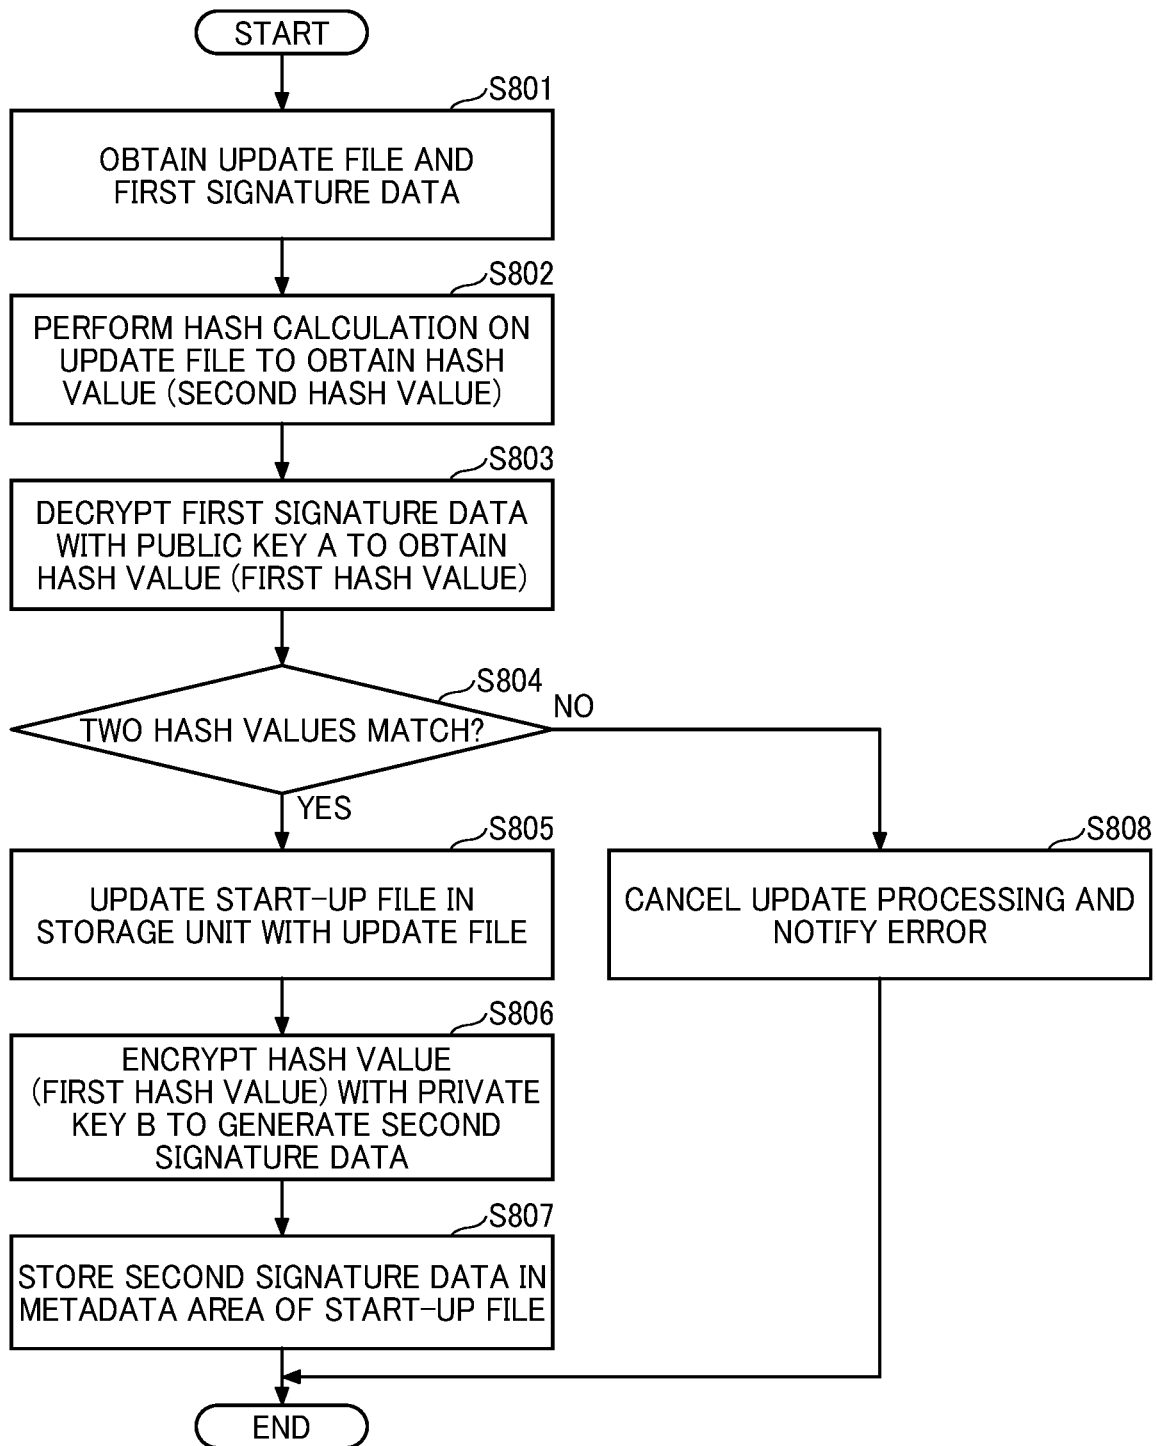 START
S801
OBTAIN UPDATE FILE AND
FIRST SIGNATURE DATA
S802
PERFORM HASH CALCULATION ON
UPDATE FILE TO OBTAIN HASH
VALUE (SECOND HASH VALUE)
S803
DECRYPT FIRST SIGNATURE DATA
WITH PUBLIC KEY A TO OBTAIN
HASH VALUE (FIRST HASH VALUE)
S804
TWO HASH VALUES MATCH?
NO
YES
S805
UPDATE START-UP FILE IN
STORAGE UNIT WITH UPDATE FILE
S808
CANCEL UPDATE PROCESSING AND
NOTIFY ERROR
S806
ENCRYPT HASH VALUE
(FIRST HASH VALUE) WITH PRIVATE
KEY B TO GENERATE SECOND
SIGNATURE DATA
S807
STORE SECOND SIGNATURE DATA IN
METADATA AREA OF START-UP FILE
END